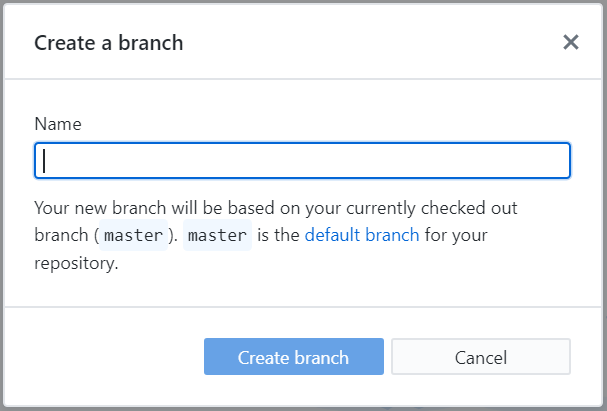 Create a branch
Name
Your new branch will be based on your currently checked out
branch (master). master is the default branch for your
repository.
Create branch
Cancel